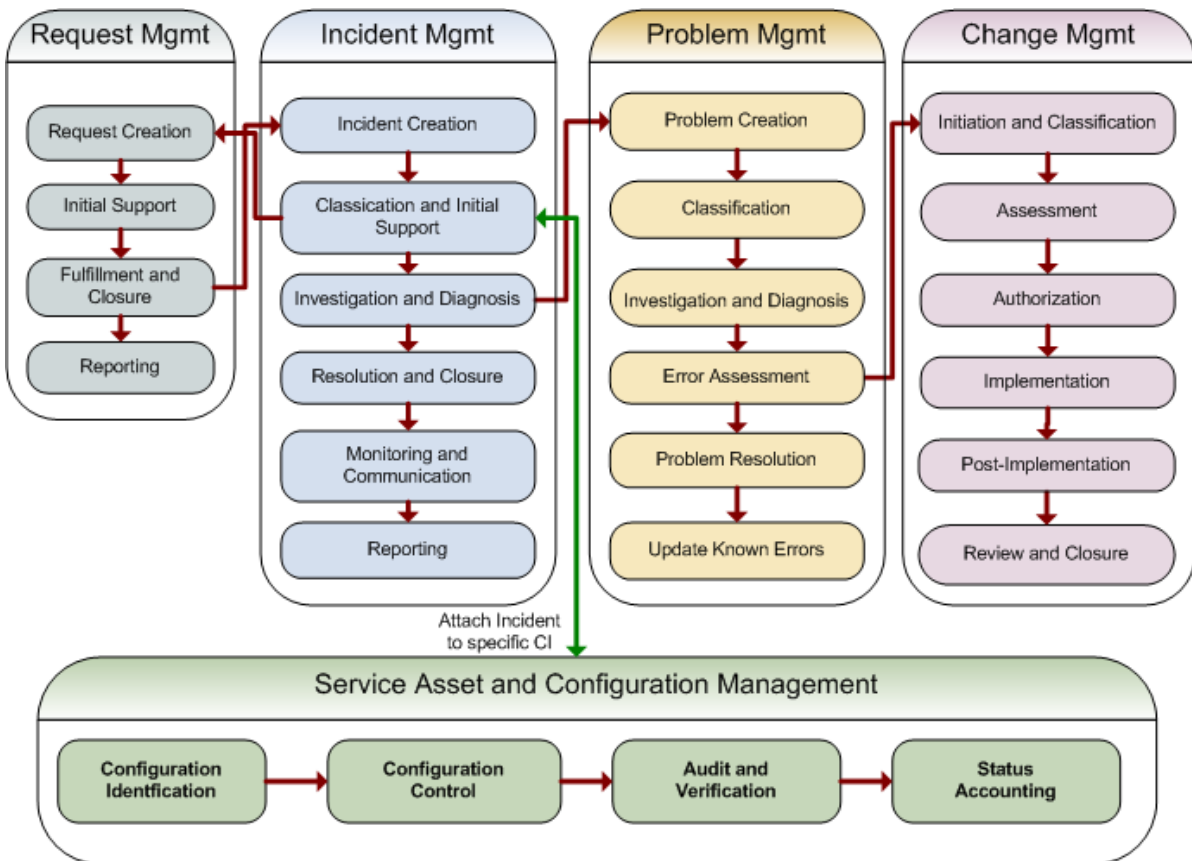 Request Mgmt
Request Creation
Initial Support
Fulfillment and
Closure
Reporting
Incident Mgmt
Incident Creation
Classication and Initial
Support
Investigation and Diagnosis
Resolution and Closure
Monitoring and
Communication
Reporting
Problem Mgmt
Problem Creation
Classification
Investigation and Diagnosis
Error Assessment
Problem Resolution
Update Known Errors
Change Mgmt
Initiation and Classification
Assessment
Authorization
Implementation
Post-Implementation
Review and Closure
Attach Incident
to specific CI
Service Asset and Configuration Management
Configuration
Identfication
Configuration
Control
Audit and
Verification
Status
Accounting